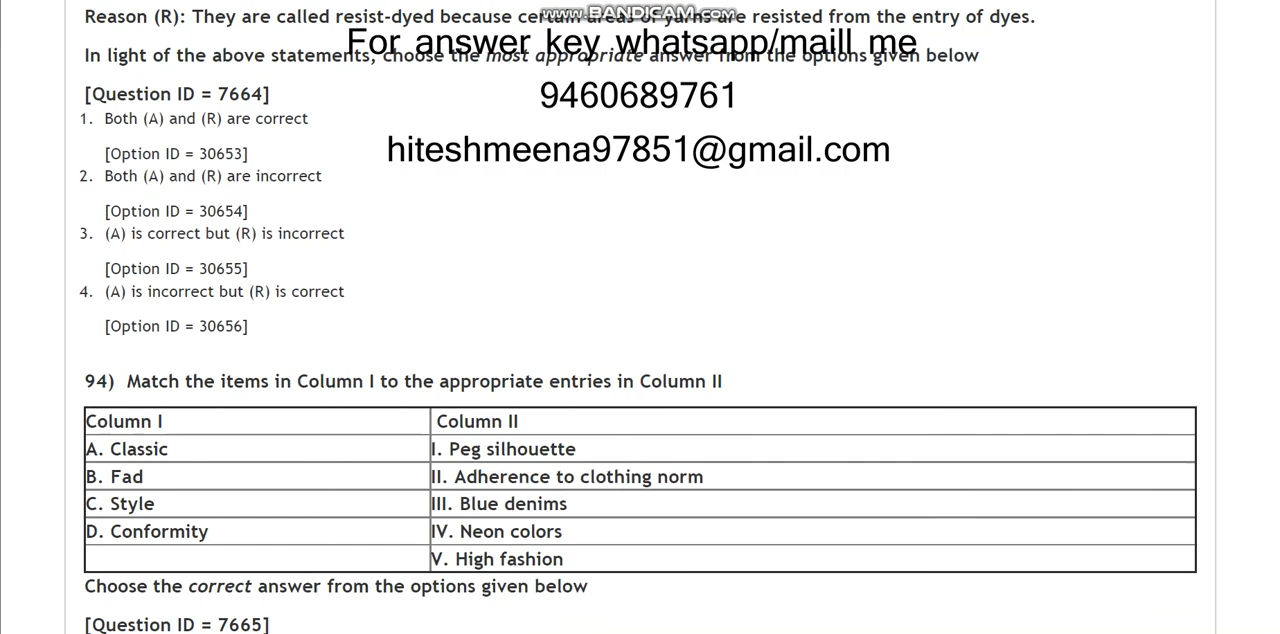 www.BANDICAM.com
Reason (R): They are called resist-dyed because certain areas of yarns are resisted from the entry of dyes.
For answer key whatsapp/maill me
In light of the above statements, choose the most appropriate answer from the options given below
[Question ID = 7664]
9460689761
1. Both (A) and (R) are correct
hiteshmeena97851@gmail.com
[Option ID = 30653]
2. Both (A) and (R) are incorrect
[Option ID = 30654]
3. (A) is correct but (R) is incorrect
[Option ID = 30655]
4. (A) is incorrect but (R) is correct
[Option ID = 30656]
94) Match the items in Column I to the appropriate entries in Column II
Column I Column II
A. Classic I. Peg silhouette
B. Fad II. Adherence to clothing norm
C. Style III. Blue denims
D. Conformity IV. Neon colors
V. High fashion
Choose the correct answer from the options given below
[Question ID = 7665]